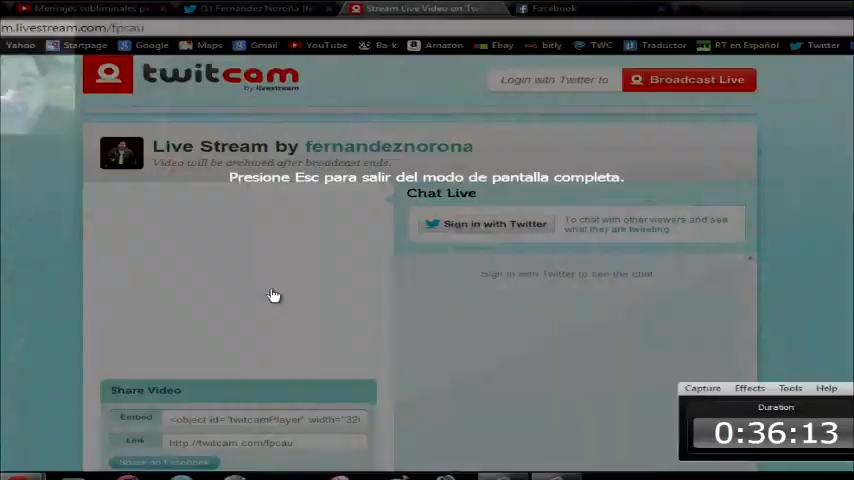 Mensajes subliminales
(1) Fernández Noroña
Stream Live Video on Tw
Facebook
m.livestream.com/fpcau
Yahoo Startpage Google Maps Gmail YouTube Amazon Ebay bitly TWC Traductor RT en Español Twitter
twitcam
by livestream
Login with Twitter to
Broadcast Live
Live Stream by fernandeznorona
Video will be archived after broadcast ends.
Presione Esc para salir del modo de pantalla completa.
Chat Live
Sign in with Twitter
To chat with other viewers and see
what they are tweeting
Sign in with Twitter to see the chat
Share Video
Embed <object id="twitcamPlayer" width="32
Link http://twitcam.com/fpcau
Share on Facebook
Capture Effects Tools Help
Duration
0:36:13